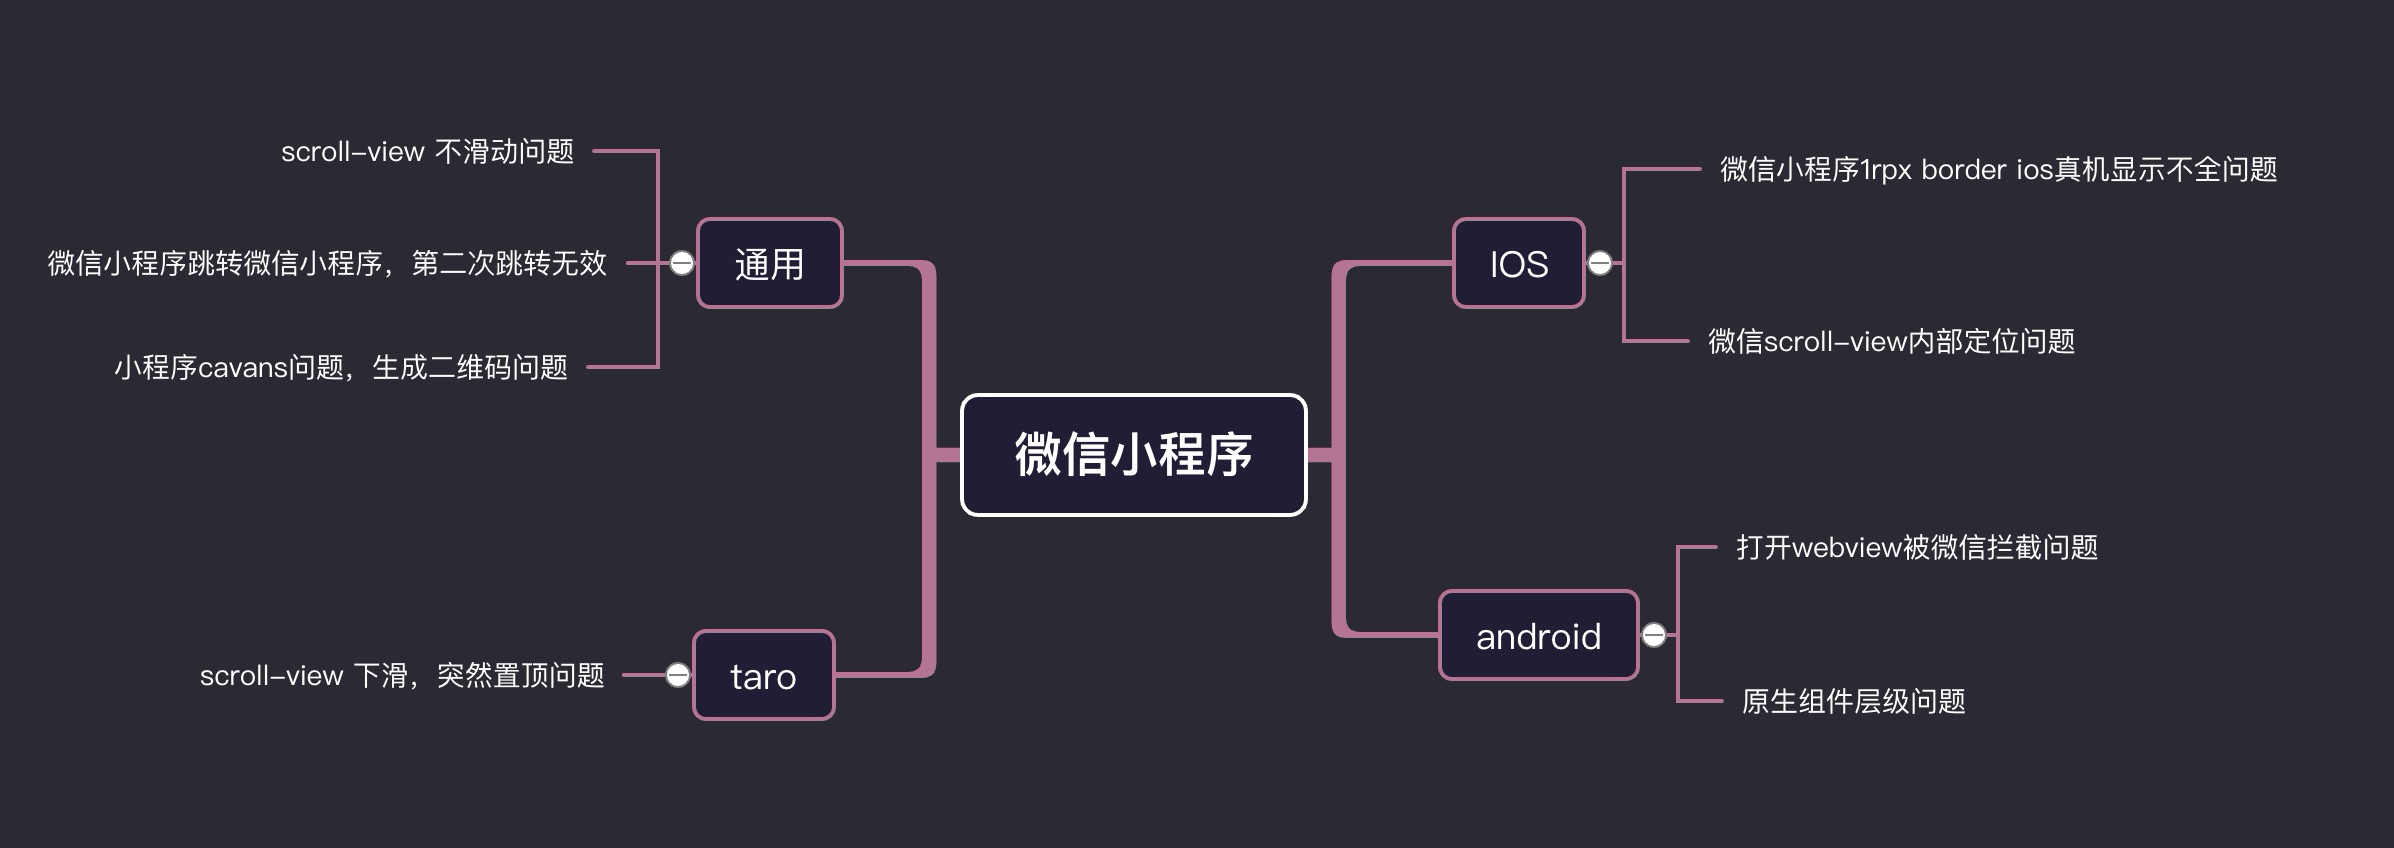 scroll-view 不滑动问题
微信小程序跳转微信小程序，第二次跳转无效
小程序cavans问题，生成二维码问题
通用
scroll-view 下滑，突然置顶问题
taro
微信小程序
IOS
微信小程序1rpx border ios真机显示不全问题
微信scroll-view内部定位问题
android
打开webview被微信拦截问题
原生组件层级问题